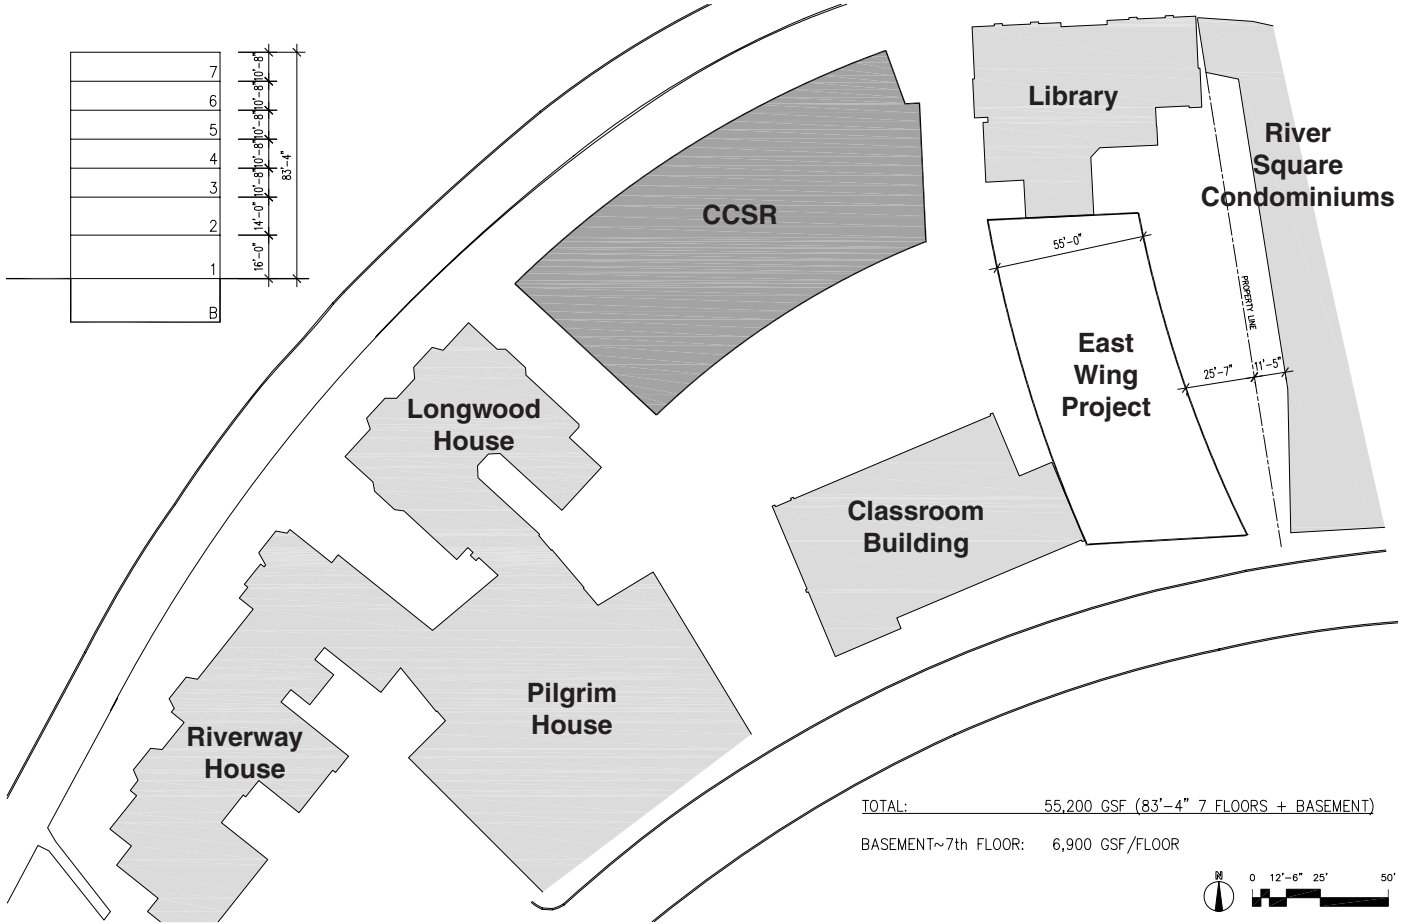 7
6
5
4
3
2
1
B
10'-8"
10'-8"
10'-8"
10'-8"
10'-8"
14'-0"
16'-0"
83'-4"
CCSR
Library
River
Square
Condominiums
55'-0"
PROPERTY LINE
East
Wing
Project
25'-7"
11'-5"
Longwood
House
Classroom
Building
Pilgrim
House
Riverway
House
TOTAL: 55,200 GSF (83'-4" 7 FLOORS + BASEMENT)
BASEMENT~7th FLOOR: 6,900 GSF/FLOOR
N
0 12'-6" 25' 50'